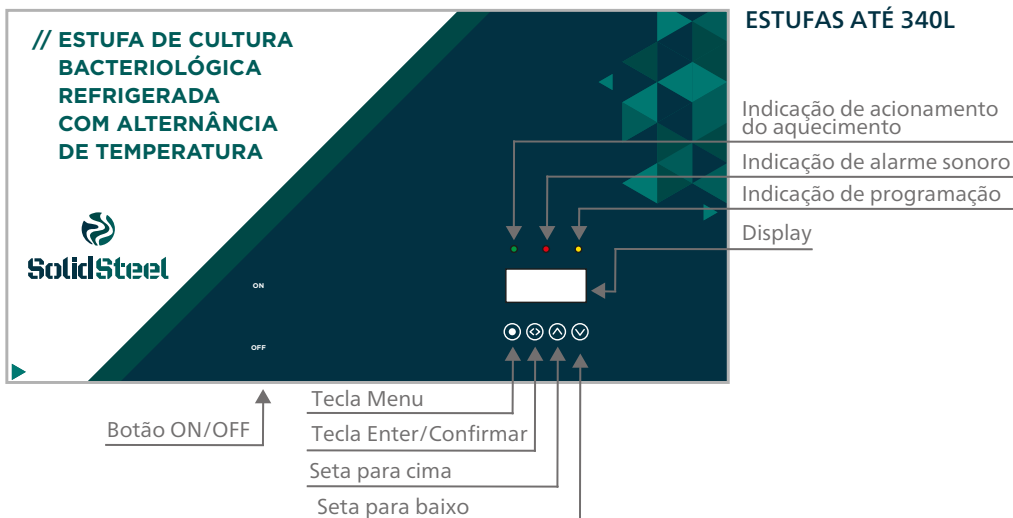 // ESTUFA DE CULTURA
BACTERIOLÓGICA
REFRIGERADA
COM ALTERNÂNCIA
DE TEMPERATURA
SolidSteel
ESTUFAS ATÉ 340L
Indicação de acionamento
do aquecimento
Indicação de alarme sonoro
Indicação de programação
Display
ON
OFF
Botão ON/OFF
Tecla Menu
Tecla Enter/Confirmar
Seta para cima
Seta para baixo